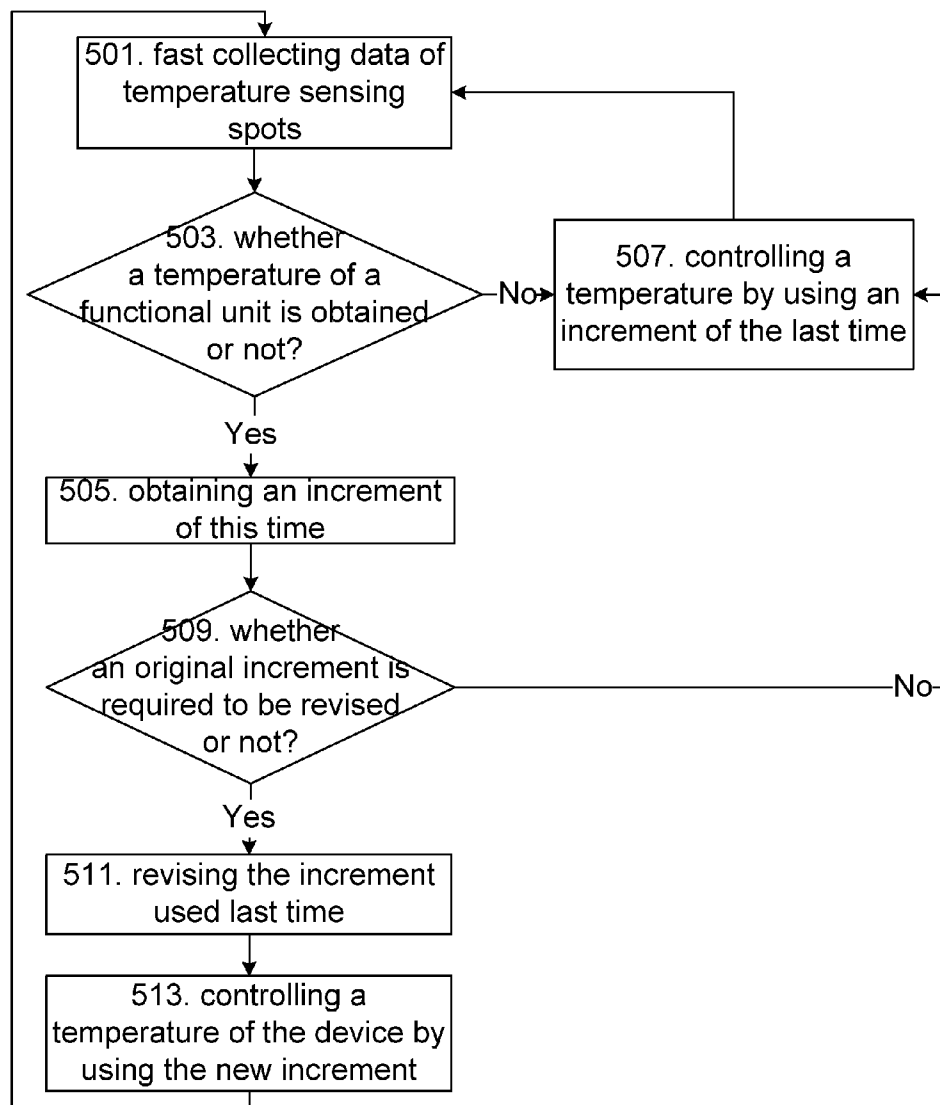 501. fast collecting data of
temperature sensing
spots
503. whether
a temperature of a
functional unit is obtained
or not?
No
507. controlling a
temperature by using an
increment of the last time
Yes
505. obtaining an increment
of this time
509. whether
an original increment is
required to be revised
or not?
No
Yes
511. revising the increment
used last time
513. controlling a
temperature of the device by
using the new increment